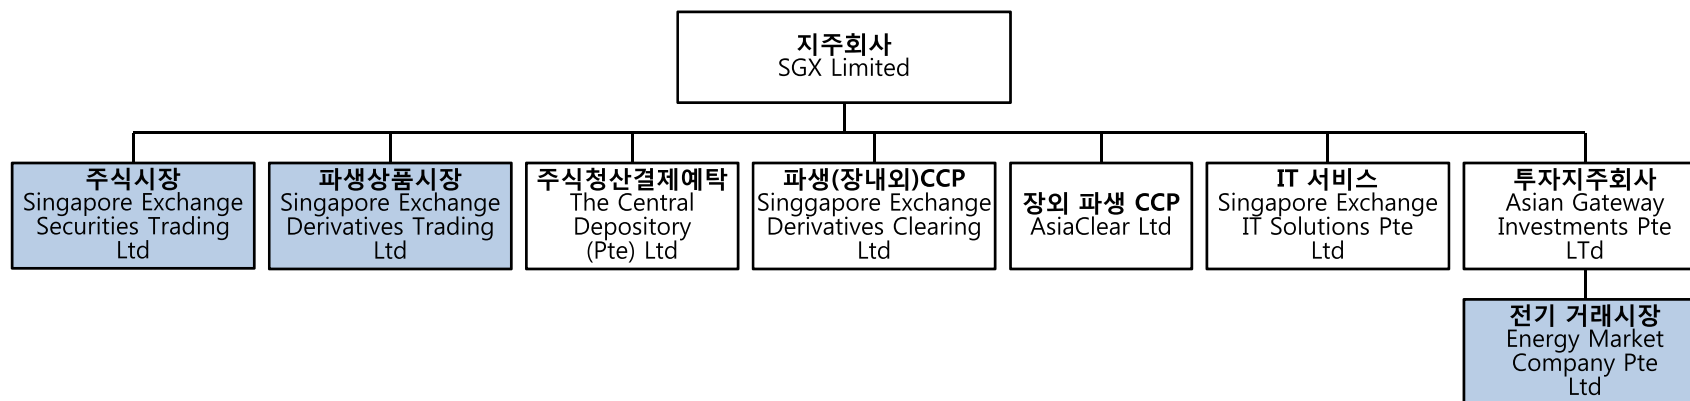 지주회사
SGX Limited
주식시장
Singapore Exchange
Securities Trading
Ltd
파생상품시장
Singapore Exchange
Derivatives Trading
Ltd
주식청산결제예탁
The Central
Depository
(Pte) Ltd
파생(장내외)CCP
Singgapore Exchange
Derivatives Clearing
Ltd
장외 파생 CCP
AsiaClear Ltd
IT 서비스
Singapore Exchange
IT Solutions Pte
Ltd
투자지주회사
Asian Gateway
Investments Pte
LTd
전기 거래시장
Energy Market
Company Pte
Ltd